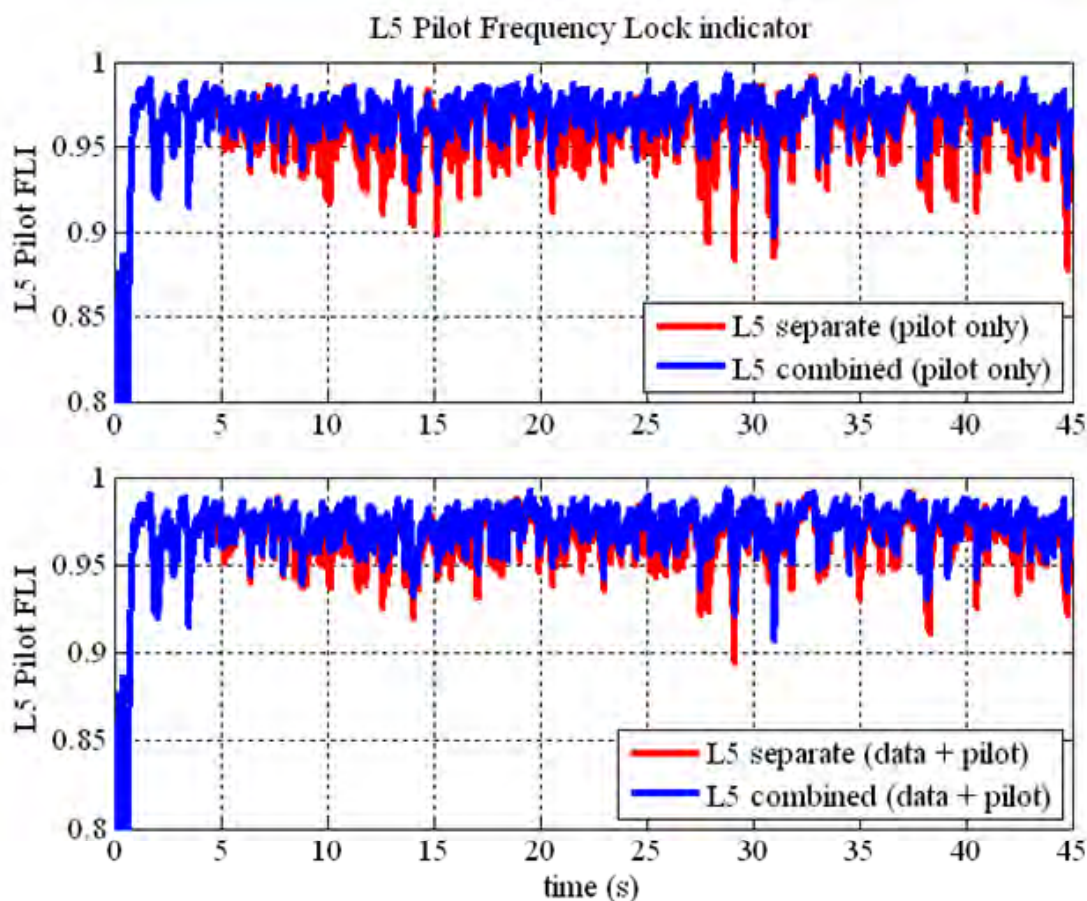 L5 Pilot Frequency Lock indicator
L5 Pilot FLI
1
0.95
0.9
0.85
0.8
0 5 10 15 20 25 30 35 40 45
L5 separate (pilot only)
L5 combined (pilot only)
L5 Pilot FLI
1
0.95
0.9
0.85
0.8
0 5 10 15 20 25 30 35 40 45
L5 separate (data + pilot)
L5 combined (data + pilot)
time (s)